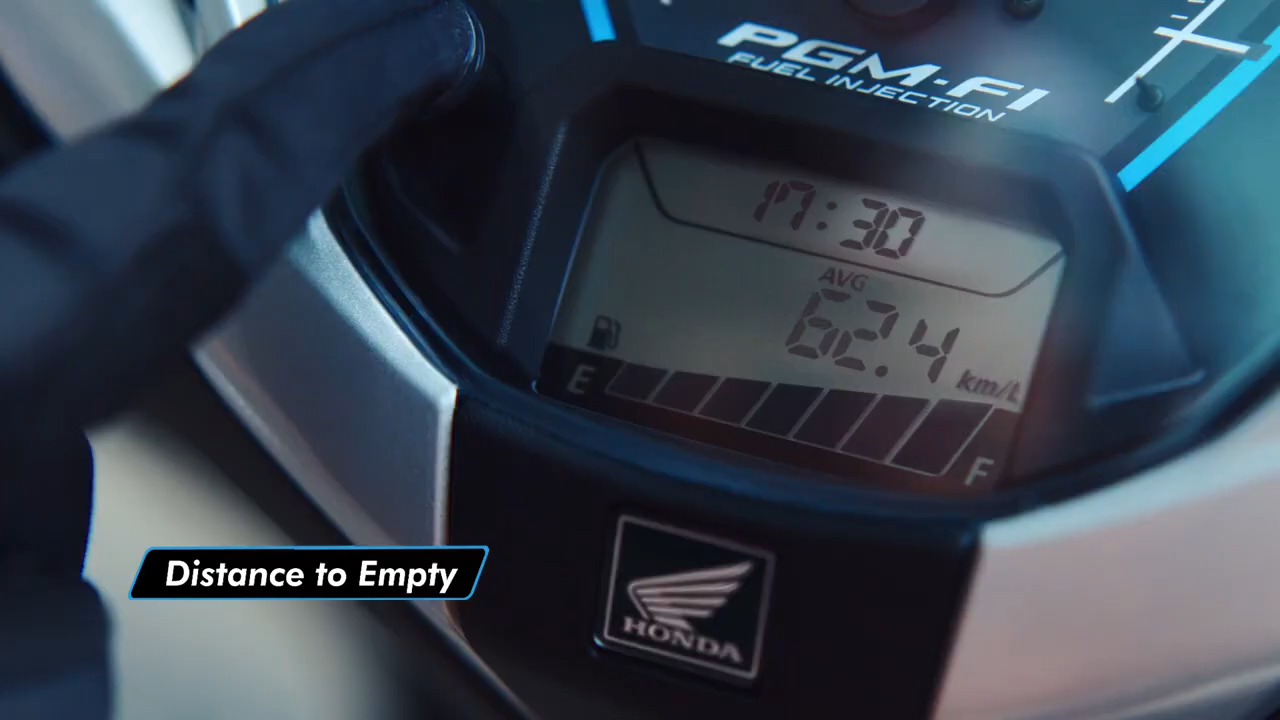 PGM-FI
FUEL INJECTION
17:30
AVG
62.4
km/L
E
F
Distance to Empty
HONDA